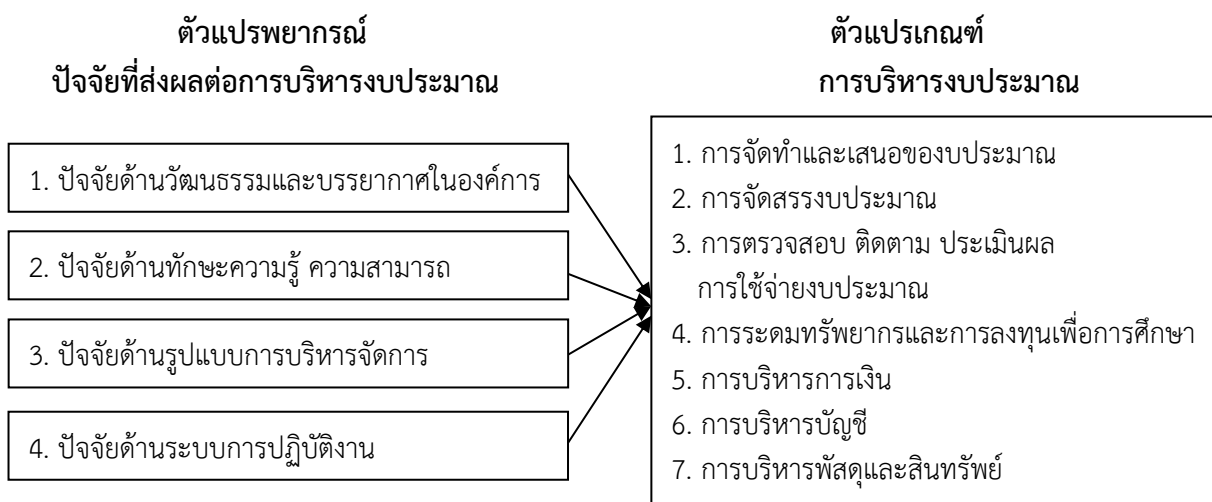 ตัวแปรพยากรณ์
ปัจจัยที่ส่งผลต่อการบริหารงบประมาณ
1. ปัจจัยด้านวัฒนธรรมและบรรยากาศในองค์การ
2. ปัจจัยด้านทักษะความรู้ ความสามารถ
3. ปัจจัยด้านรูปแบบการบริหารจัดการ
4. ปัจจัยด้านระบบการปฏิบัติงาน
ตัวแปรเกณฑ์
การบริหารงบประมาณ
1. การจัดทำและเสนอของบประมาณ
2. การจัดสรรงบประมาณ
3. การตรวจสอบ ติดตาม ประเมินผล
การใช้จ่ายงบประมาณ
4. การระดมทรัพยากรและการลงทุนเพื่อการศึกษา
5. การบริหารการเงิน
6. การบริหารบัญชี
7. การบริหารพัสดุและสินทรัพย์